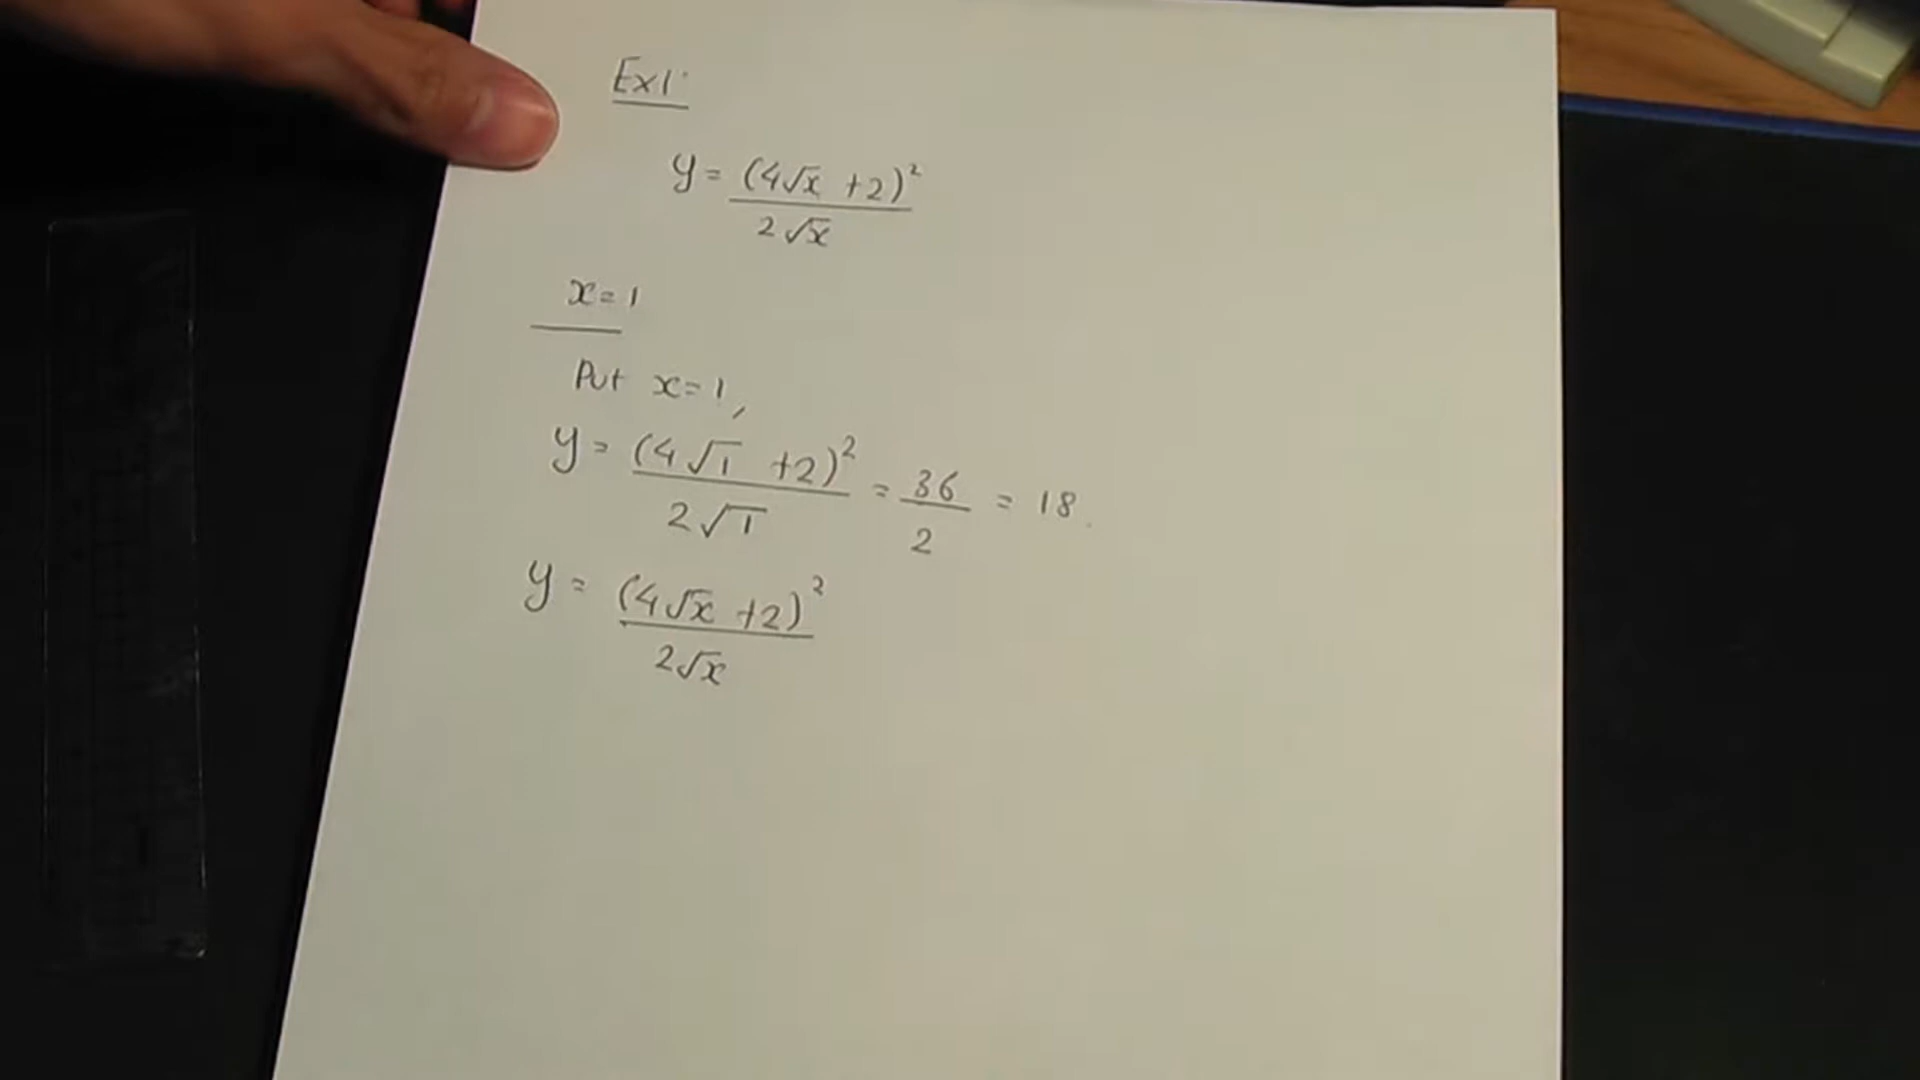 Ex1:
y = (4√x +2)² / 2√x
x=1
Put x=1,
y = (4√1 +2)² / 2√1 = 36 / 2 = 18.
y = (4√x +2)² / 2√x